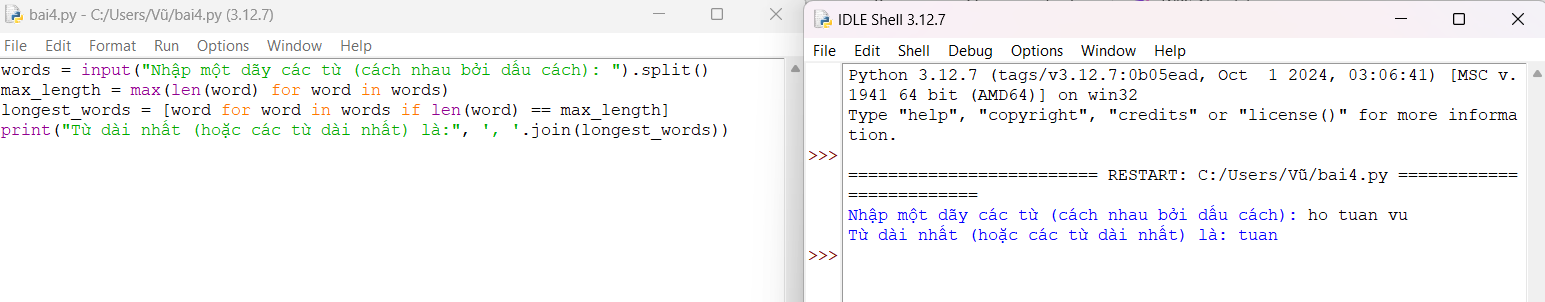 bai4.py - C:/Users/Vũ/bai4.py (3.12.7)
File Edit Format Run Options Window Help
words = input("Nhập một dãy các từ (cách nhau bởi dấu cách): ").split()
max_length = max(len(word) for word in words)
longest_words = [word for word in words if len(word) == max_length]
print("Từ dài nhất (hoặc các từ dài nhất) là:", ', '.join(longest_words))
IDLE Shell 3.12.7
File Edit Shell Debug Options Window Help
Python 3.12.7 (tags/v3.12.7:0b05ead, Oct  1 2024, 03:06:41) [MSC v.
1941 64 bit (AMD64)] on win32
Type "help", "copyright", "credits" or "license()" for more informa
tion.
>>>
========================= RESTART: C:/Users/Vũ/bai4.py ============
=============
Nhập một dãy các từ (cách nhau bởi dấu cách): ho tuan vu
Từ dài nhất (hoặc các từ dài nhất) là: tuan
>>>